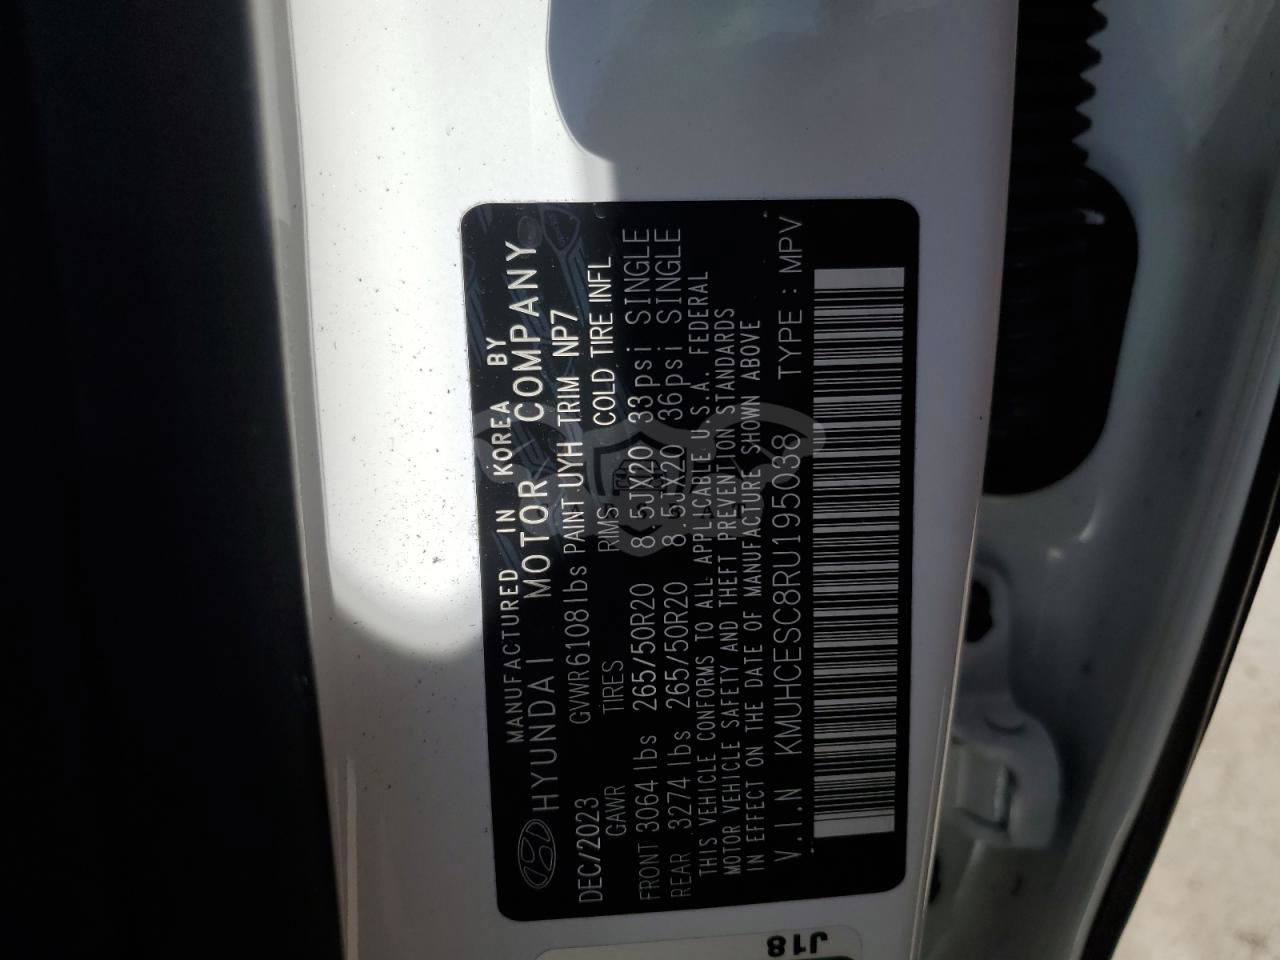 MANUFACTURED IN KOREA BY
HYUNDAI MOTOR COMPANY
DEC/2023 GVWR 6108lbs PAINT UYH TRIM NP7
GAWR TIRES RIMS COLD TIRE INFL
FRONT 3064lbs 265/50R20 8.5JX20 33psi SINGLE
REAR 3274lbs 265/50R20 8.5JX20 36psi SINGLE
THIS VEHICLE CONFORMS TO ALL APPLICABLE U.S.A. FEDERAL
MOTOR VEHICLE SAFETY AND THEFT PREVENTION STANDARDS
IN EFFECT ON THE DATE OF MANUFACTURE SHOWN ABOVE
V.I.N KMUHCESC8RU195038 TYPE : MPV
J18